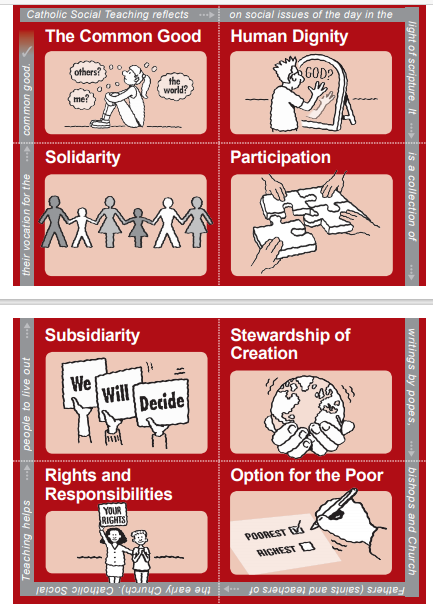 Catholic Social Teaching reflects
on social issues of the day in the
light of scripture. It
is a collection of
writings by popes,
bishops and Church
Fathers (saints and teachers of
the early Church). Catholic Social
Teaching helps
people to live out
their vocation for the
common good.
The Common Good
others?
me?
the
world?
Human Dignity
GOD?
Solidarity
Participation
Subsidiarity
We
Will
Decide
Stewardship of
Creation
Rights and
Responsibilities
YOUR
RIGHTS
Option for the Poor
POOREST
RICHEST